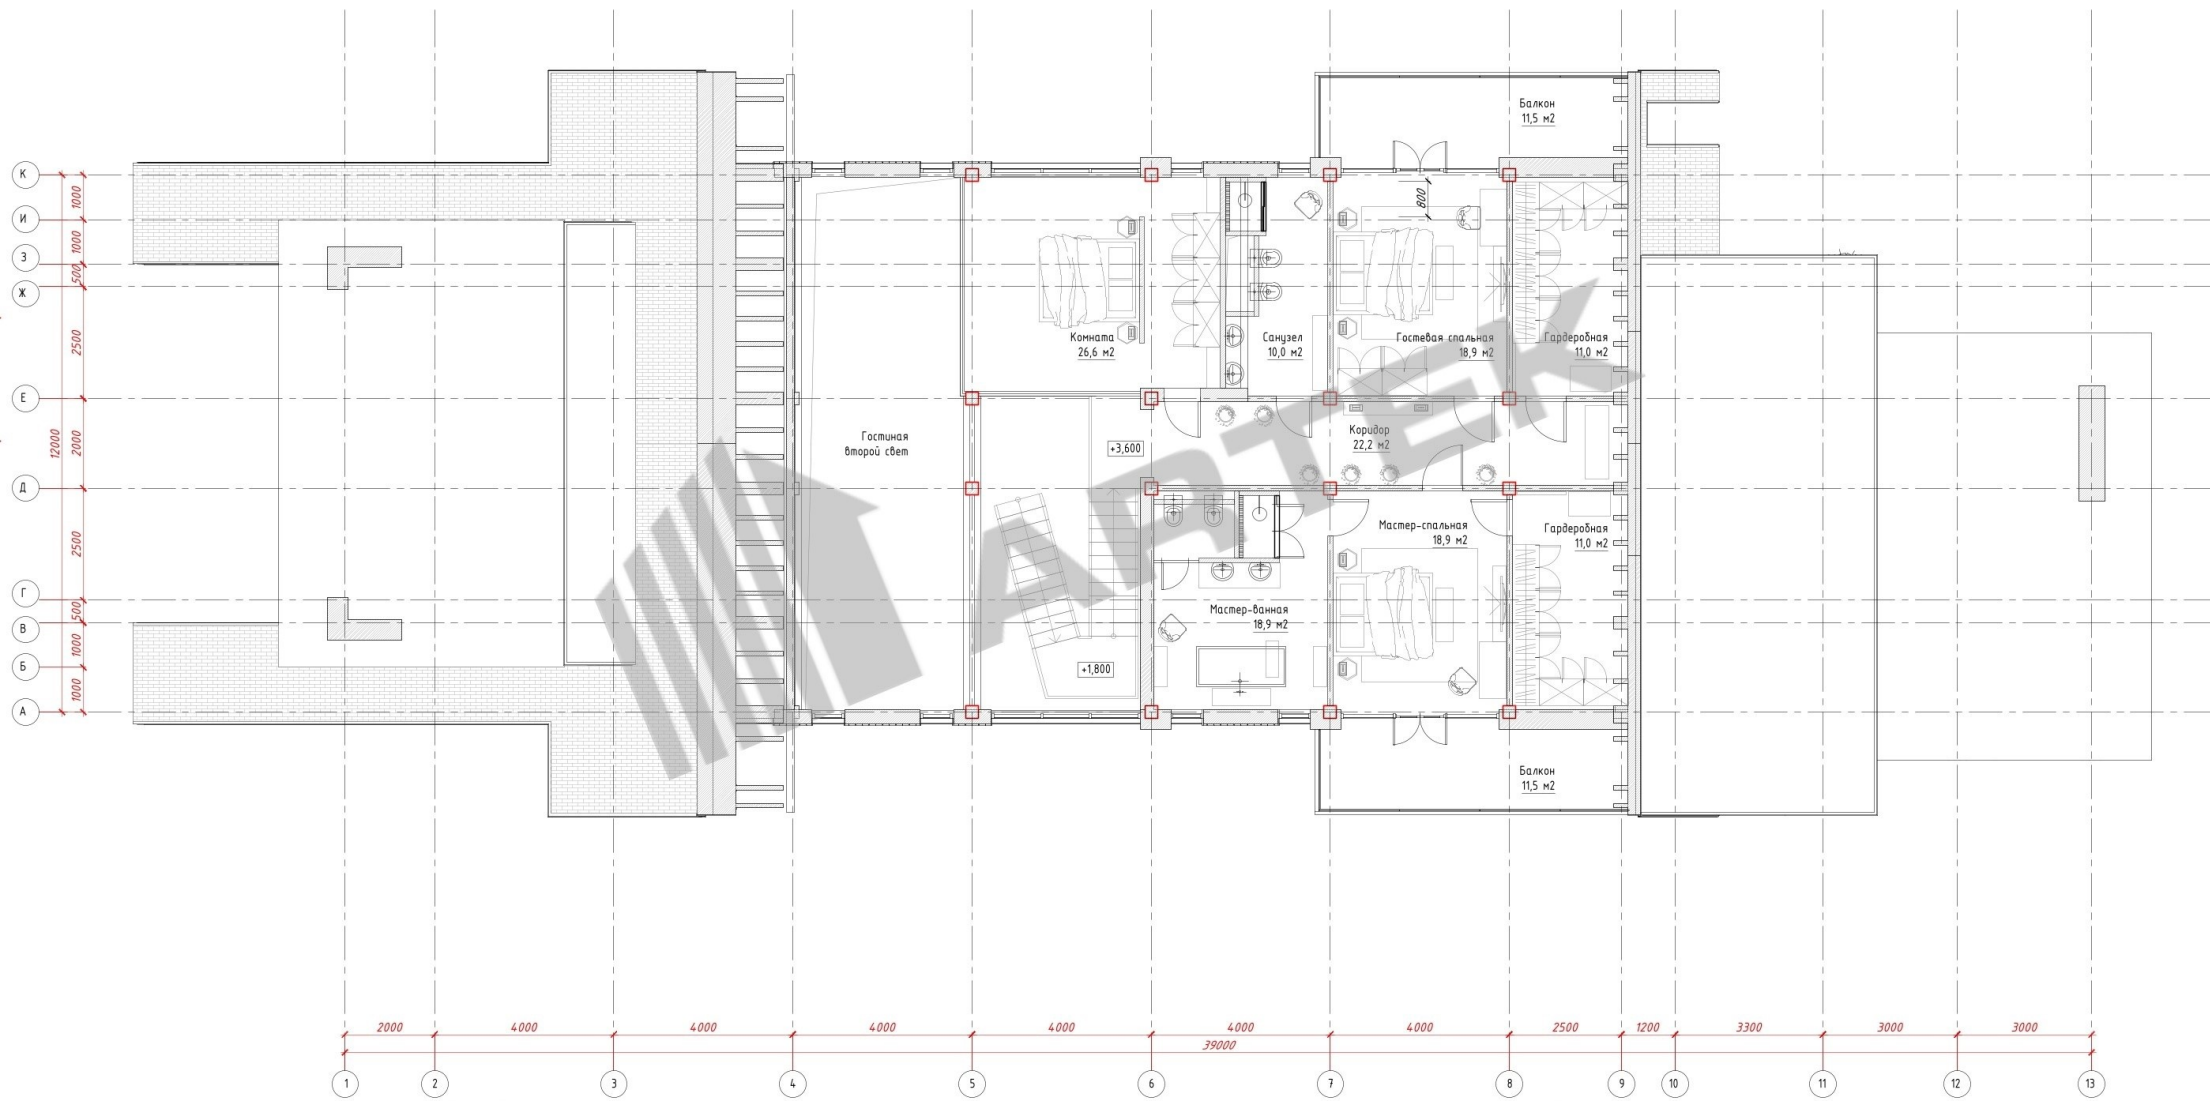 Балкон
11,5 м2
К
1000
И
1000
З
500
Ж
800
2500
Комната
26,6 м2
Санузел
10,0 м2
Гостевая спальная
18,9 м2
Гардеробная
11,0 м2
Е
12000
2000
Гостиная
второй свет
+3,600
Коридор
22,2 м2
ARTEK
Д
2500
Мастер-спальная
18,9 м2
Гардеробная
11,0 м2
Г
500
В
Мастер-ванная
18,9 м2
1000
Б
+1,800
1000
А
Балкон
11,5 м2
2000 4000 4000 4000 4000 4000 4000 2500 1200 3300 3000 3000
39000
1 2 3 4 5 6 7 8 9 10 11 12 13